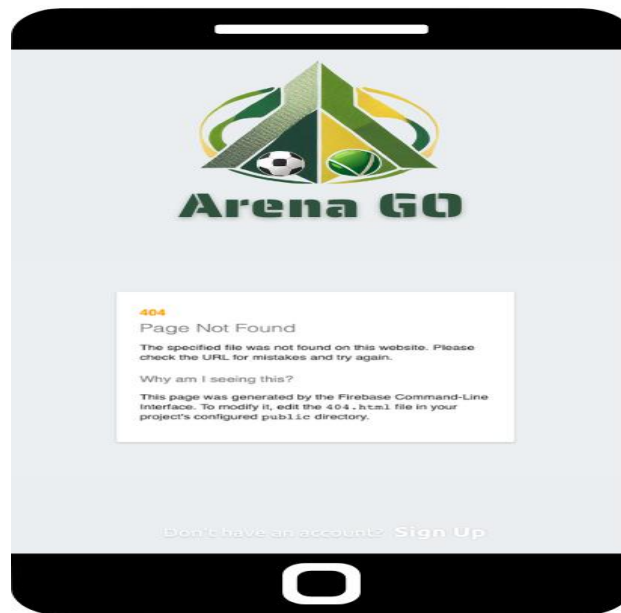 Arena GO
404
Page Not Found
The specified file was not found on this website. Please
check the URL for mistakes and try again.
Why am I seeing this?
This page was generated by the Firebase Command-Line
Interface. To modify it, edit the 404.html file in your
project's configured public directory.
Don't have an account? Sign Up